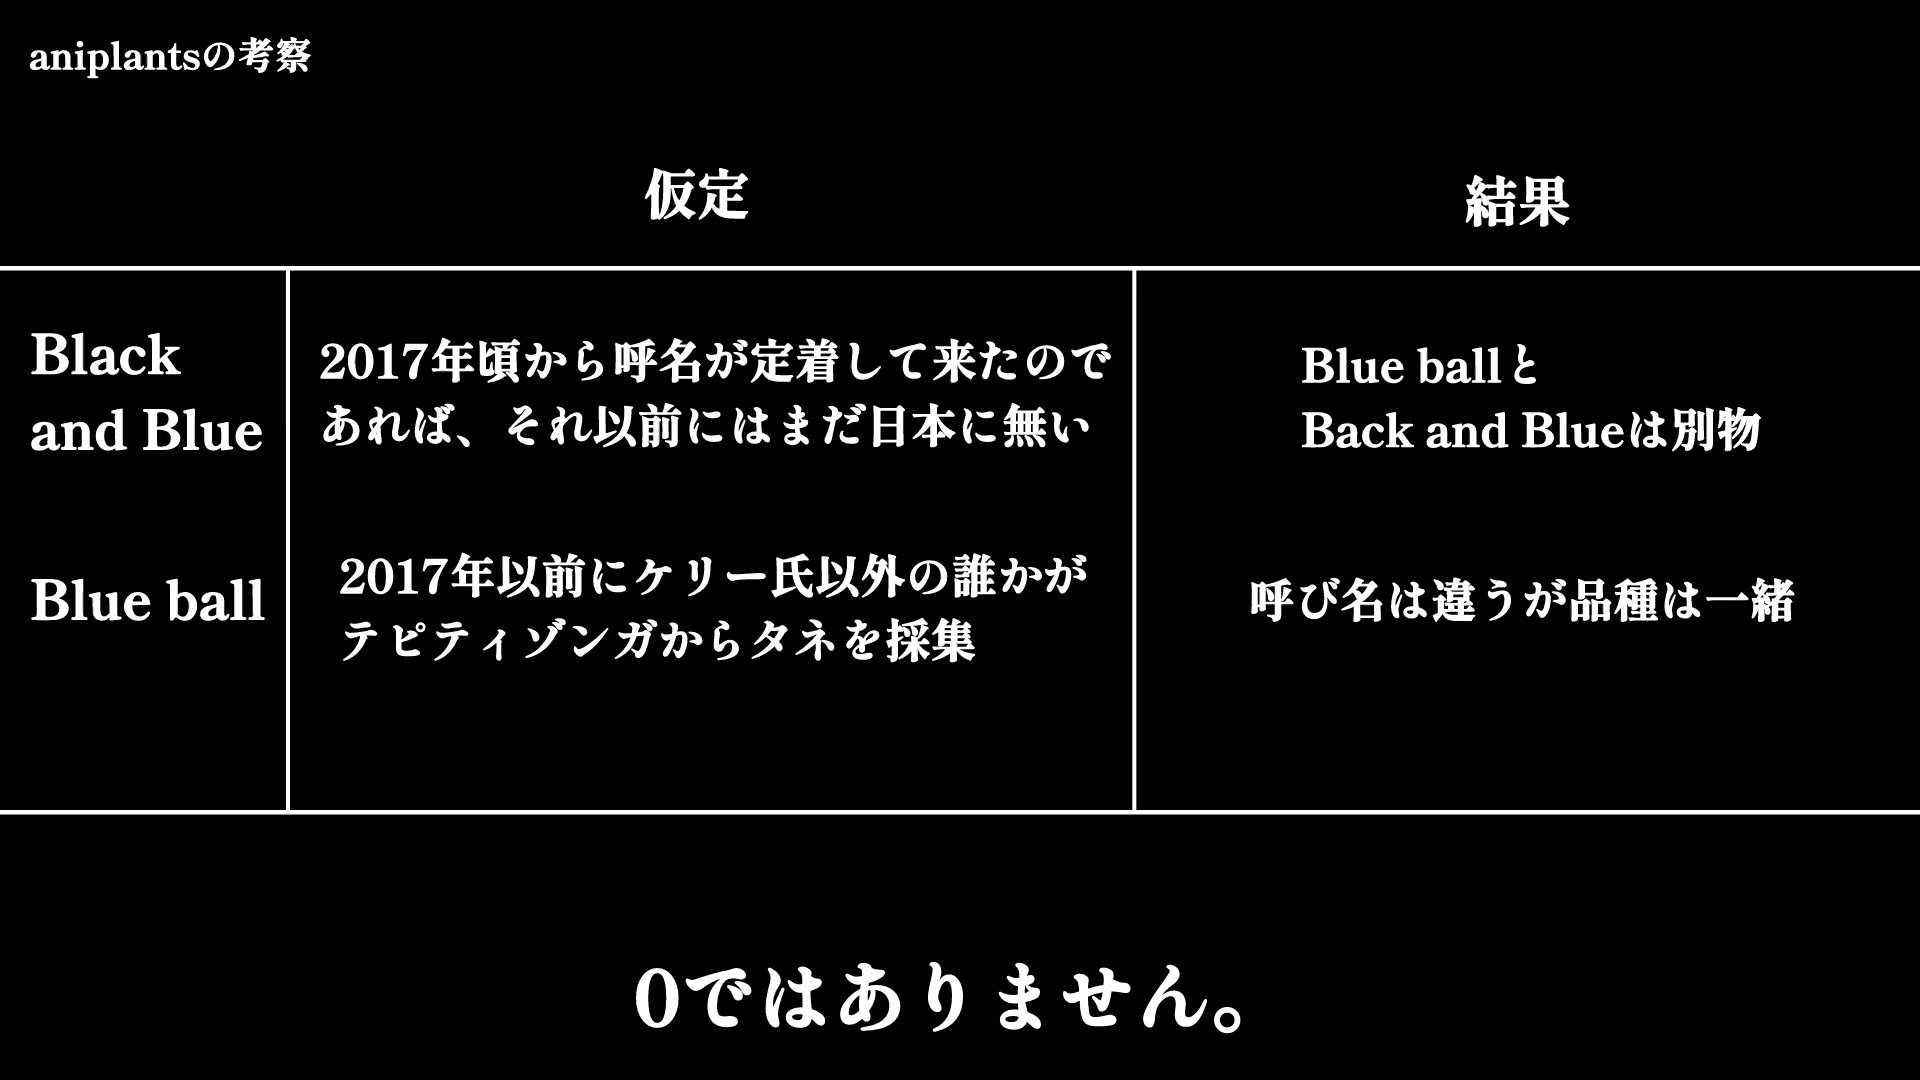 aniplantsの考察
仮定
結果
Black
and Blue
2017年頃から呼名が定着して来たので
あれば、それ以前にはまだ日本に無い
Blue ballと
Back and Blueは別物
Blue ball
2017年以前にケリー氏以外の誰かが
テピティゾンガからタネを採集
呼び名は違うが品種は一緒
0ではありません。